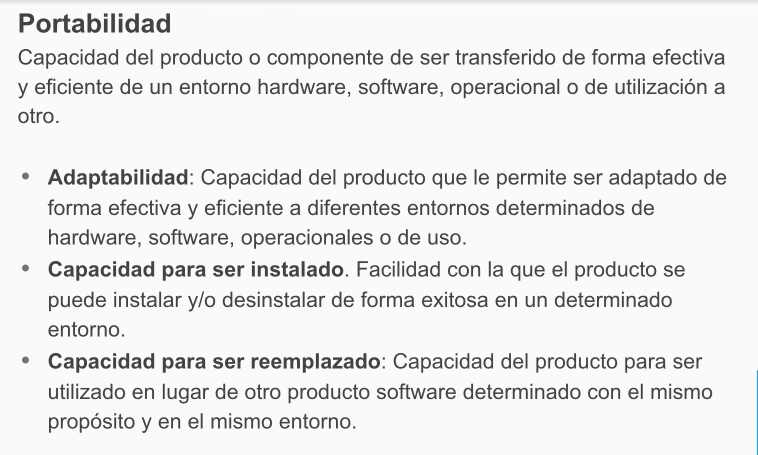 Portabilidad
Capacidad del producto o componente de ser transferido de forma efectiva
y eficiente de un entorno hardware, software, operacional o de utilización a
otro.
• Adaptabilidad: Capacidad del producto que le permite ser adaptado de
forma efectiva y eficiente a diferentes entornos determinados de
hardware, software, operacionales o de uso.
• Capacidad para ser instalado. Facilidad con la que el producto se
puede instalar y/o desinstalar de forma exitosa en un determinado
entorno.
• Capacidad para ser reemplazado: Capacidad del producto para ser
utilizado en lugar de otro producto software determinado con el mismo
propósito y en el mismo entorno.